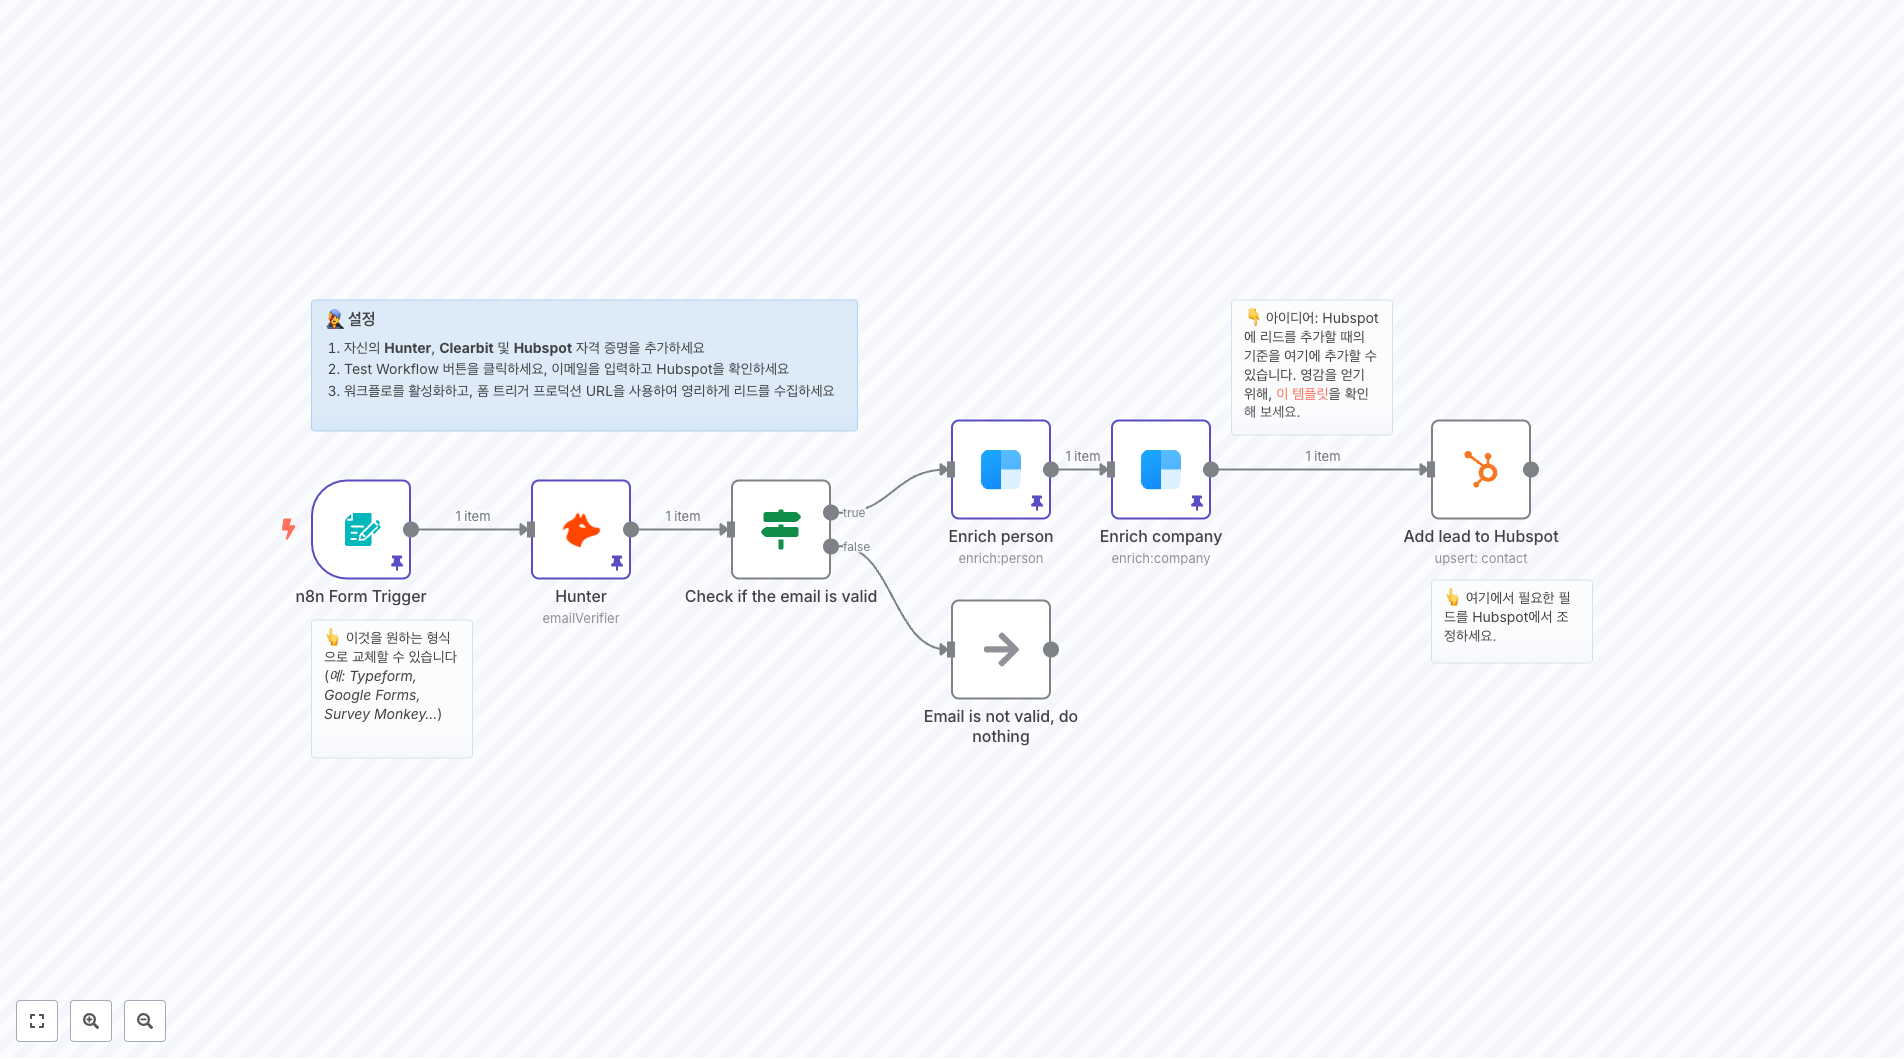 👩‍🎤 설정
1. 자신의 Hunter, Clearbit 및 Hubspot 자격 증명을 추가하세요
2. Test Workflow 버튼을 클릭하세요, 이메일을 입력하고 Hubspot을 확인하세요
3. 워크플로를 활성화하고, 폼 트리거 프로덕션 URL을 사용하여 영리하게 리드를 수집하세요
👇 아이디어: Hubspot
에 리드를 추가할 때의
기준을 여기에 추가할 수
있습니다. 영감을 얻기
위해, 이 템플릿을 확인
해 보세요.
1 item
1 item
true
false
1 item
1 item
n8n Form Trigger
Hunter
emailVerifier
Check if the email is valid
Enrich person
enrich:person
Enrich company
enrich:company
Add lead to Hubspot
upsert: contact
👆 이것을 원하는 형식
으로 교체할 수 있습니다
(예: Typeform,
Google Forms,
Survey Monkey...)
👆 여기에서 필요한 필
드를 Hubspot에서 조
정하세요.
Email is not valid, do
nothing